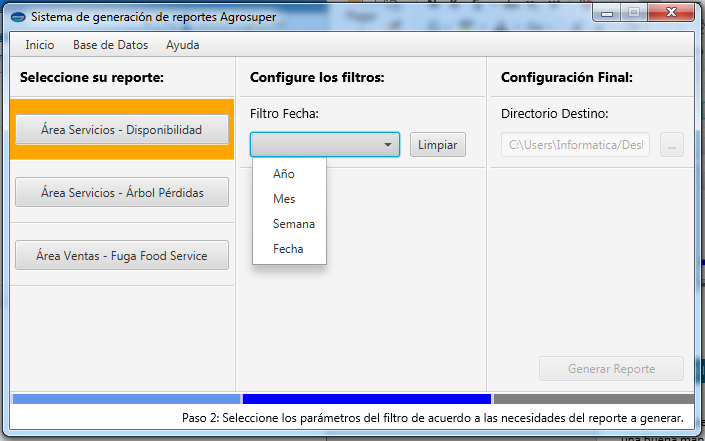 Sistema de generación de reportes Agrosuper
Inicio Base de Datos Ayuda
Seleccione su reporte:
Área Servicios - Disponibilidad
Área Servicios - Árbol Pérdidas
Área Ventas - Fuga Food Service
Configure los filtros:
Filtro Fecha:
Limpiar
Año
Mes
Semana
Fecha
Configuración Final:
Directorio Destino:
C:\Users\Informatica/Desl
...
Generar Reporte
Paso 2: Seleccione los parámetros del filtro de acuerdo a las necesidades del reporte a generar.